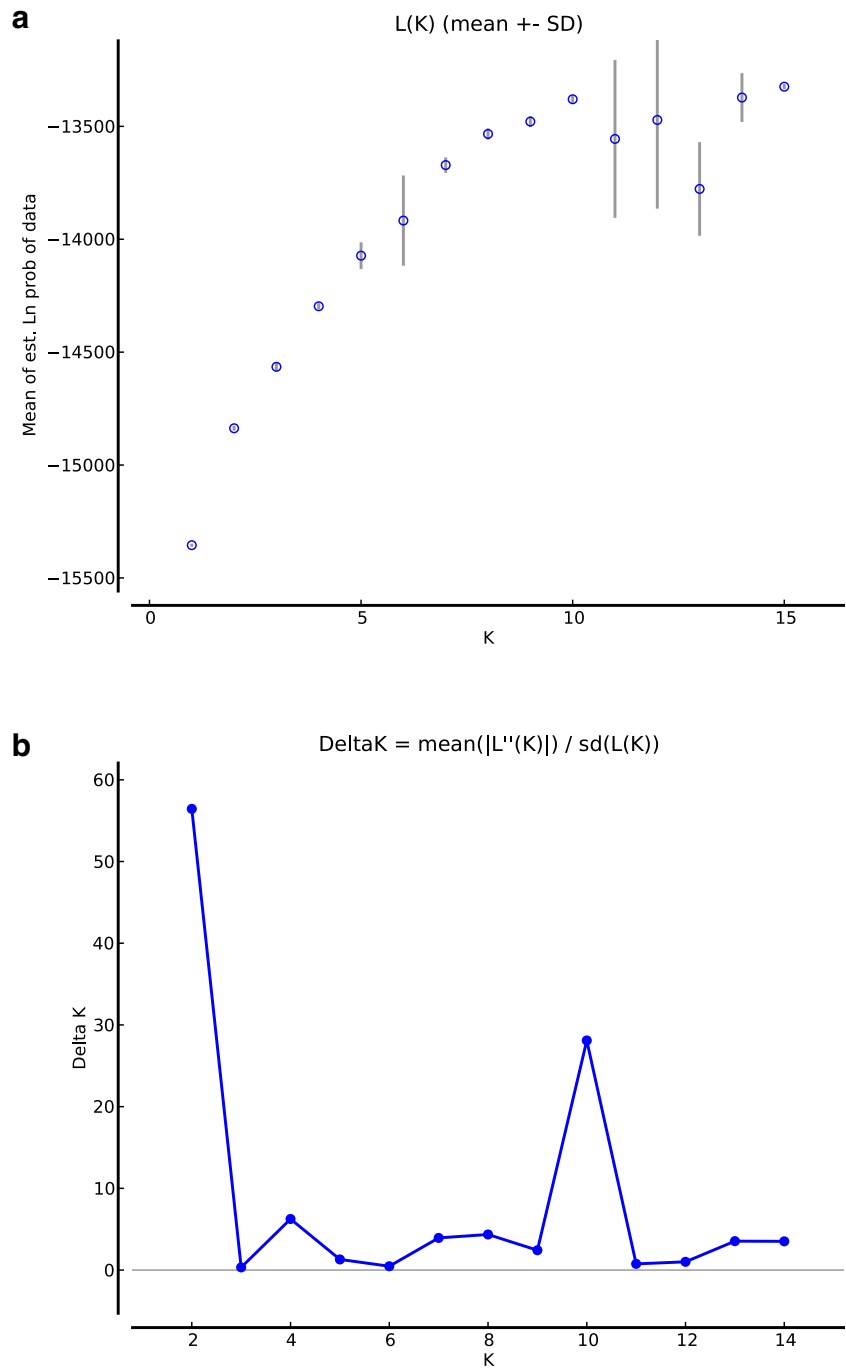 a
L(K) (mean +- SD)
Mean of est. Ln prob of data
−13500
−14000
−14500
−15000
−15500
0 5 10 15
K
b
DeltaK = mean(|L''(K)|) / sd(L(K))
Delta K
60
50
40
30
20
10
0
2 4 6 8 10 12 14
K